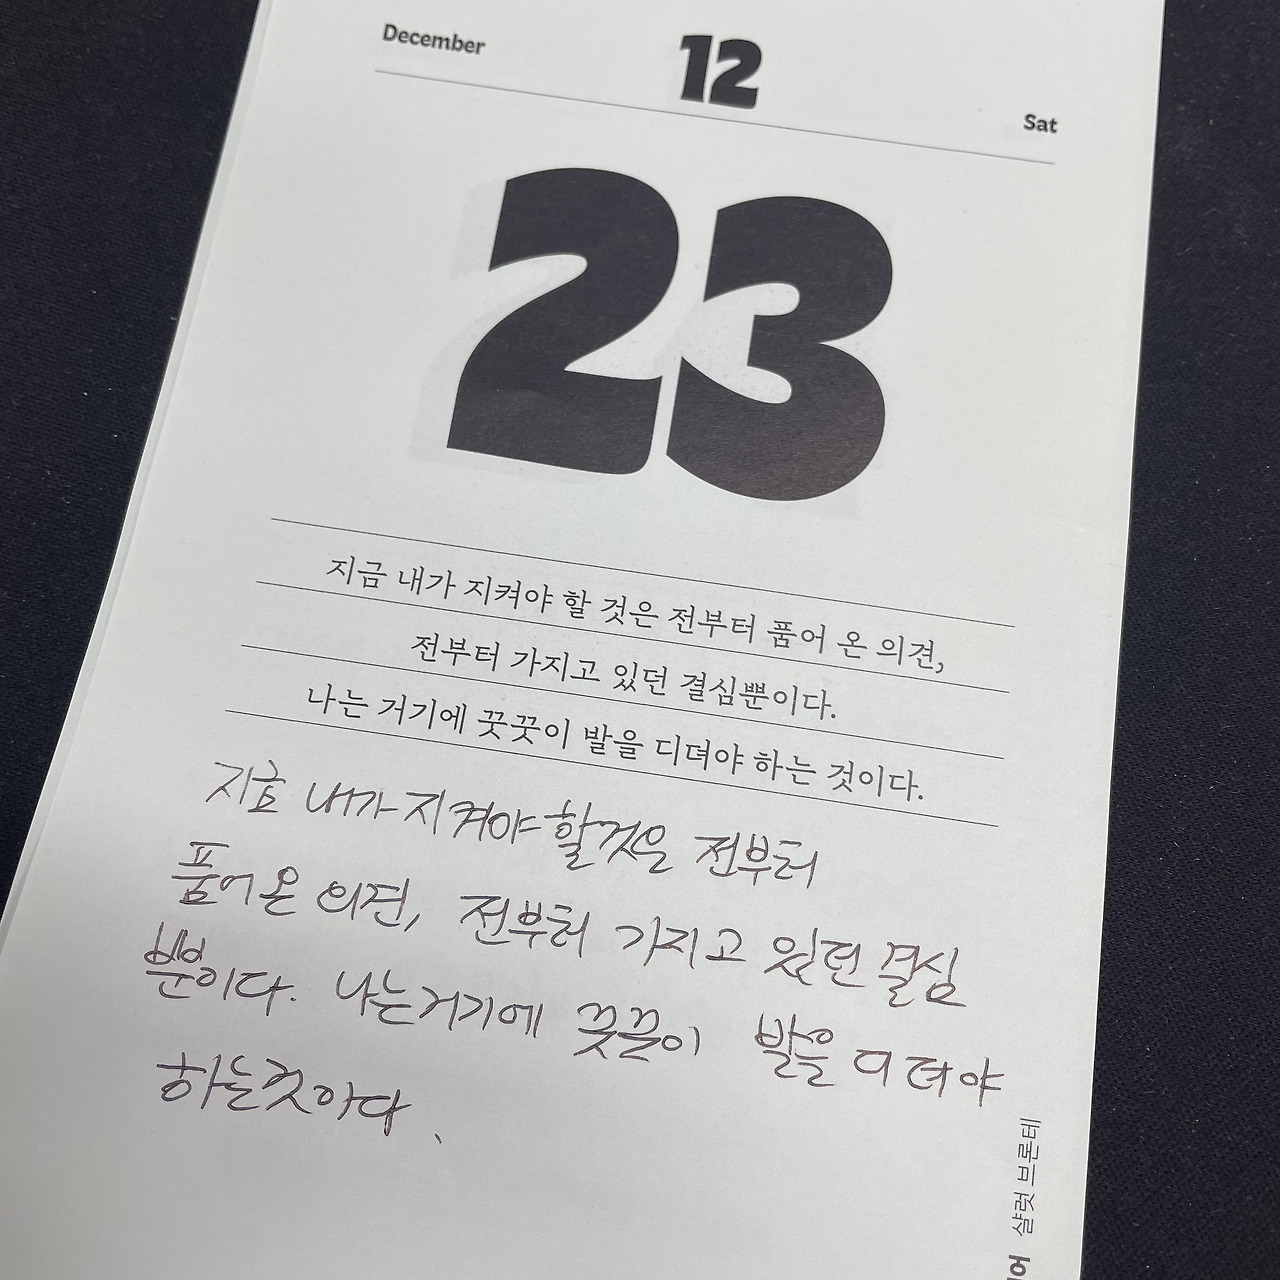 December
12
Sat
23
지금 내가 지켜야 할 것은 전부터 품어 온 의견,
전부터 가지고 있던 결심뿐이다.
나는 거기에 꿋꿋이 발을 디뎌야 하는 것이다.
지금 내가 지켜야 할것은 전부터
품어 온 의견, 전부터 가지고 있던 결심
뿐이다. 나는 거기에 꿋꿋이 발을 디뎌야
하는것이다.
어 샬럿 브론테